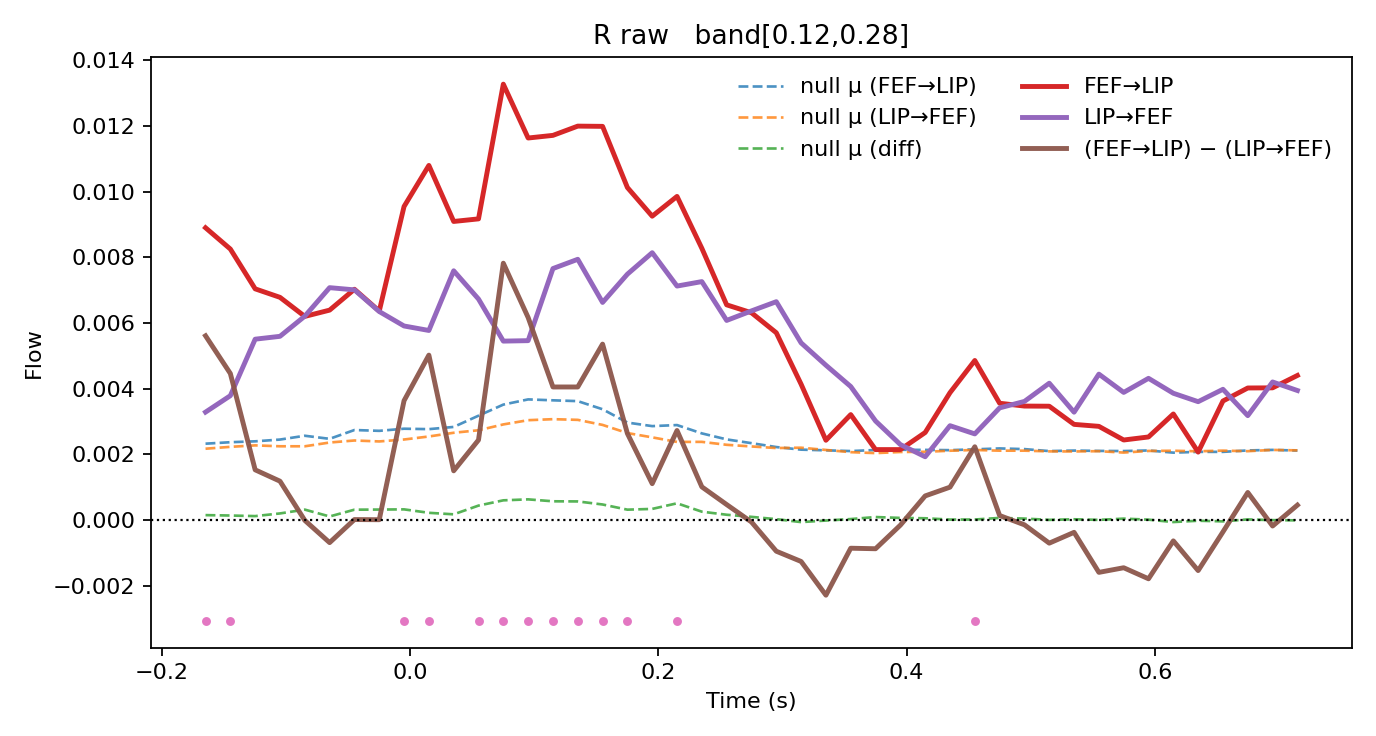 R raw   band[0.12,0.28]
null μ (FEF→LIP)
null μ (LIP→FEF)
null μ (diff)
FEF→LIP
LIP→FEF
(FEF→LIP) − (LIP→FEF)
Flow
0.014
0.012
0.010
0.008
0.006
0.004
0.002
0.000
−0.002
−0.2
0.0
0.2
0.4
0.6
Time (s)